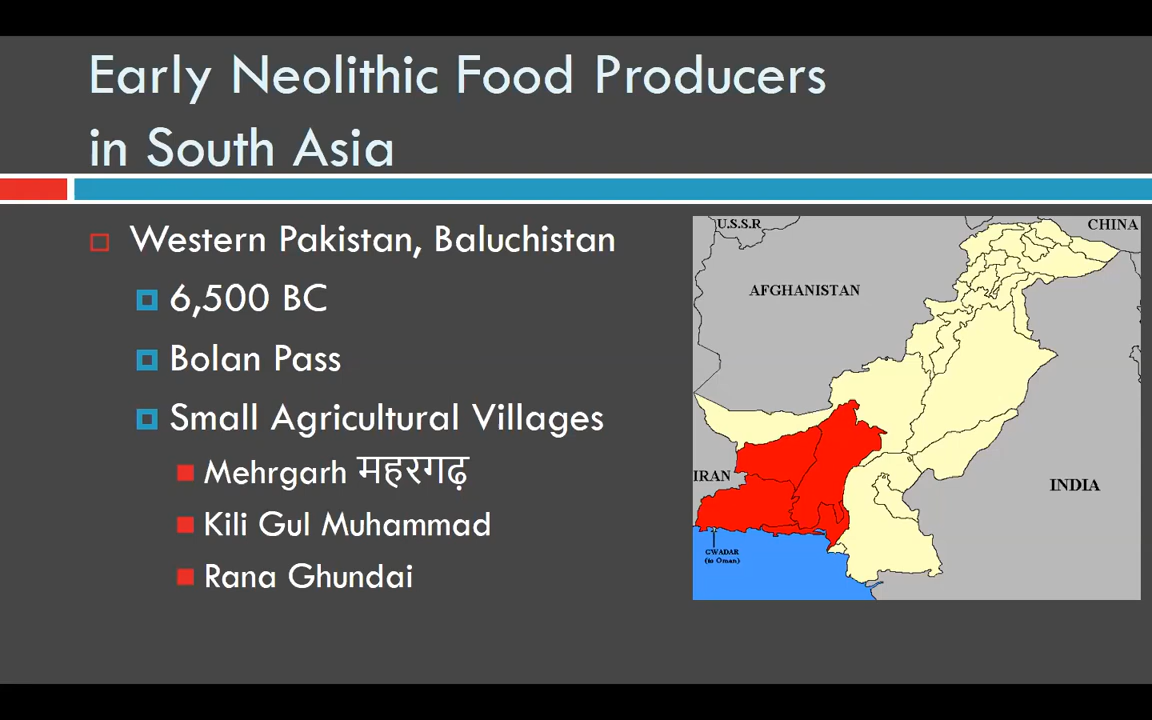 Early Neolithic Food Producers
in South Asia
Western Pakistan, Baluchistan
6,500 BC
Bolan Pass
Small Agricultural Villages
Mehrgarh महरगढ़
Kili Gul Muhammad
Rana Ghundai
U.S.S.R
CHINA
AFGHANISTAN
IRAN
INDIA
GWADAR
(to Oman)